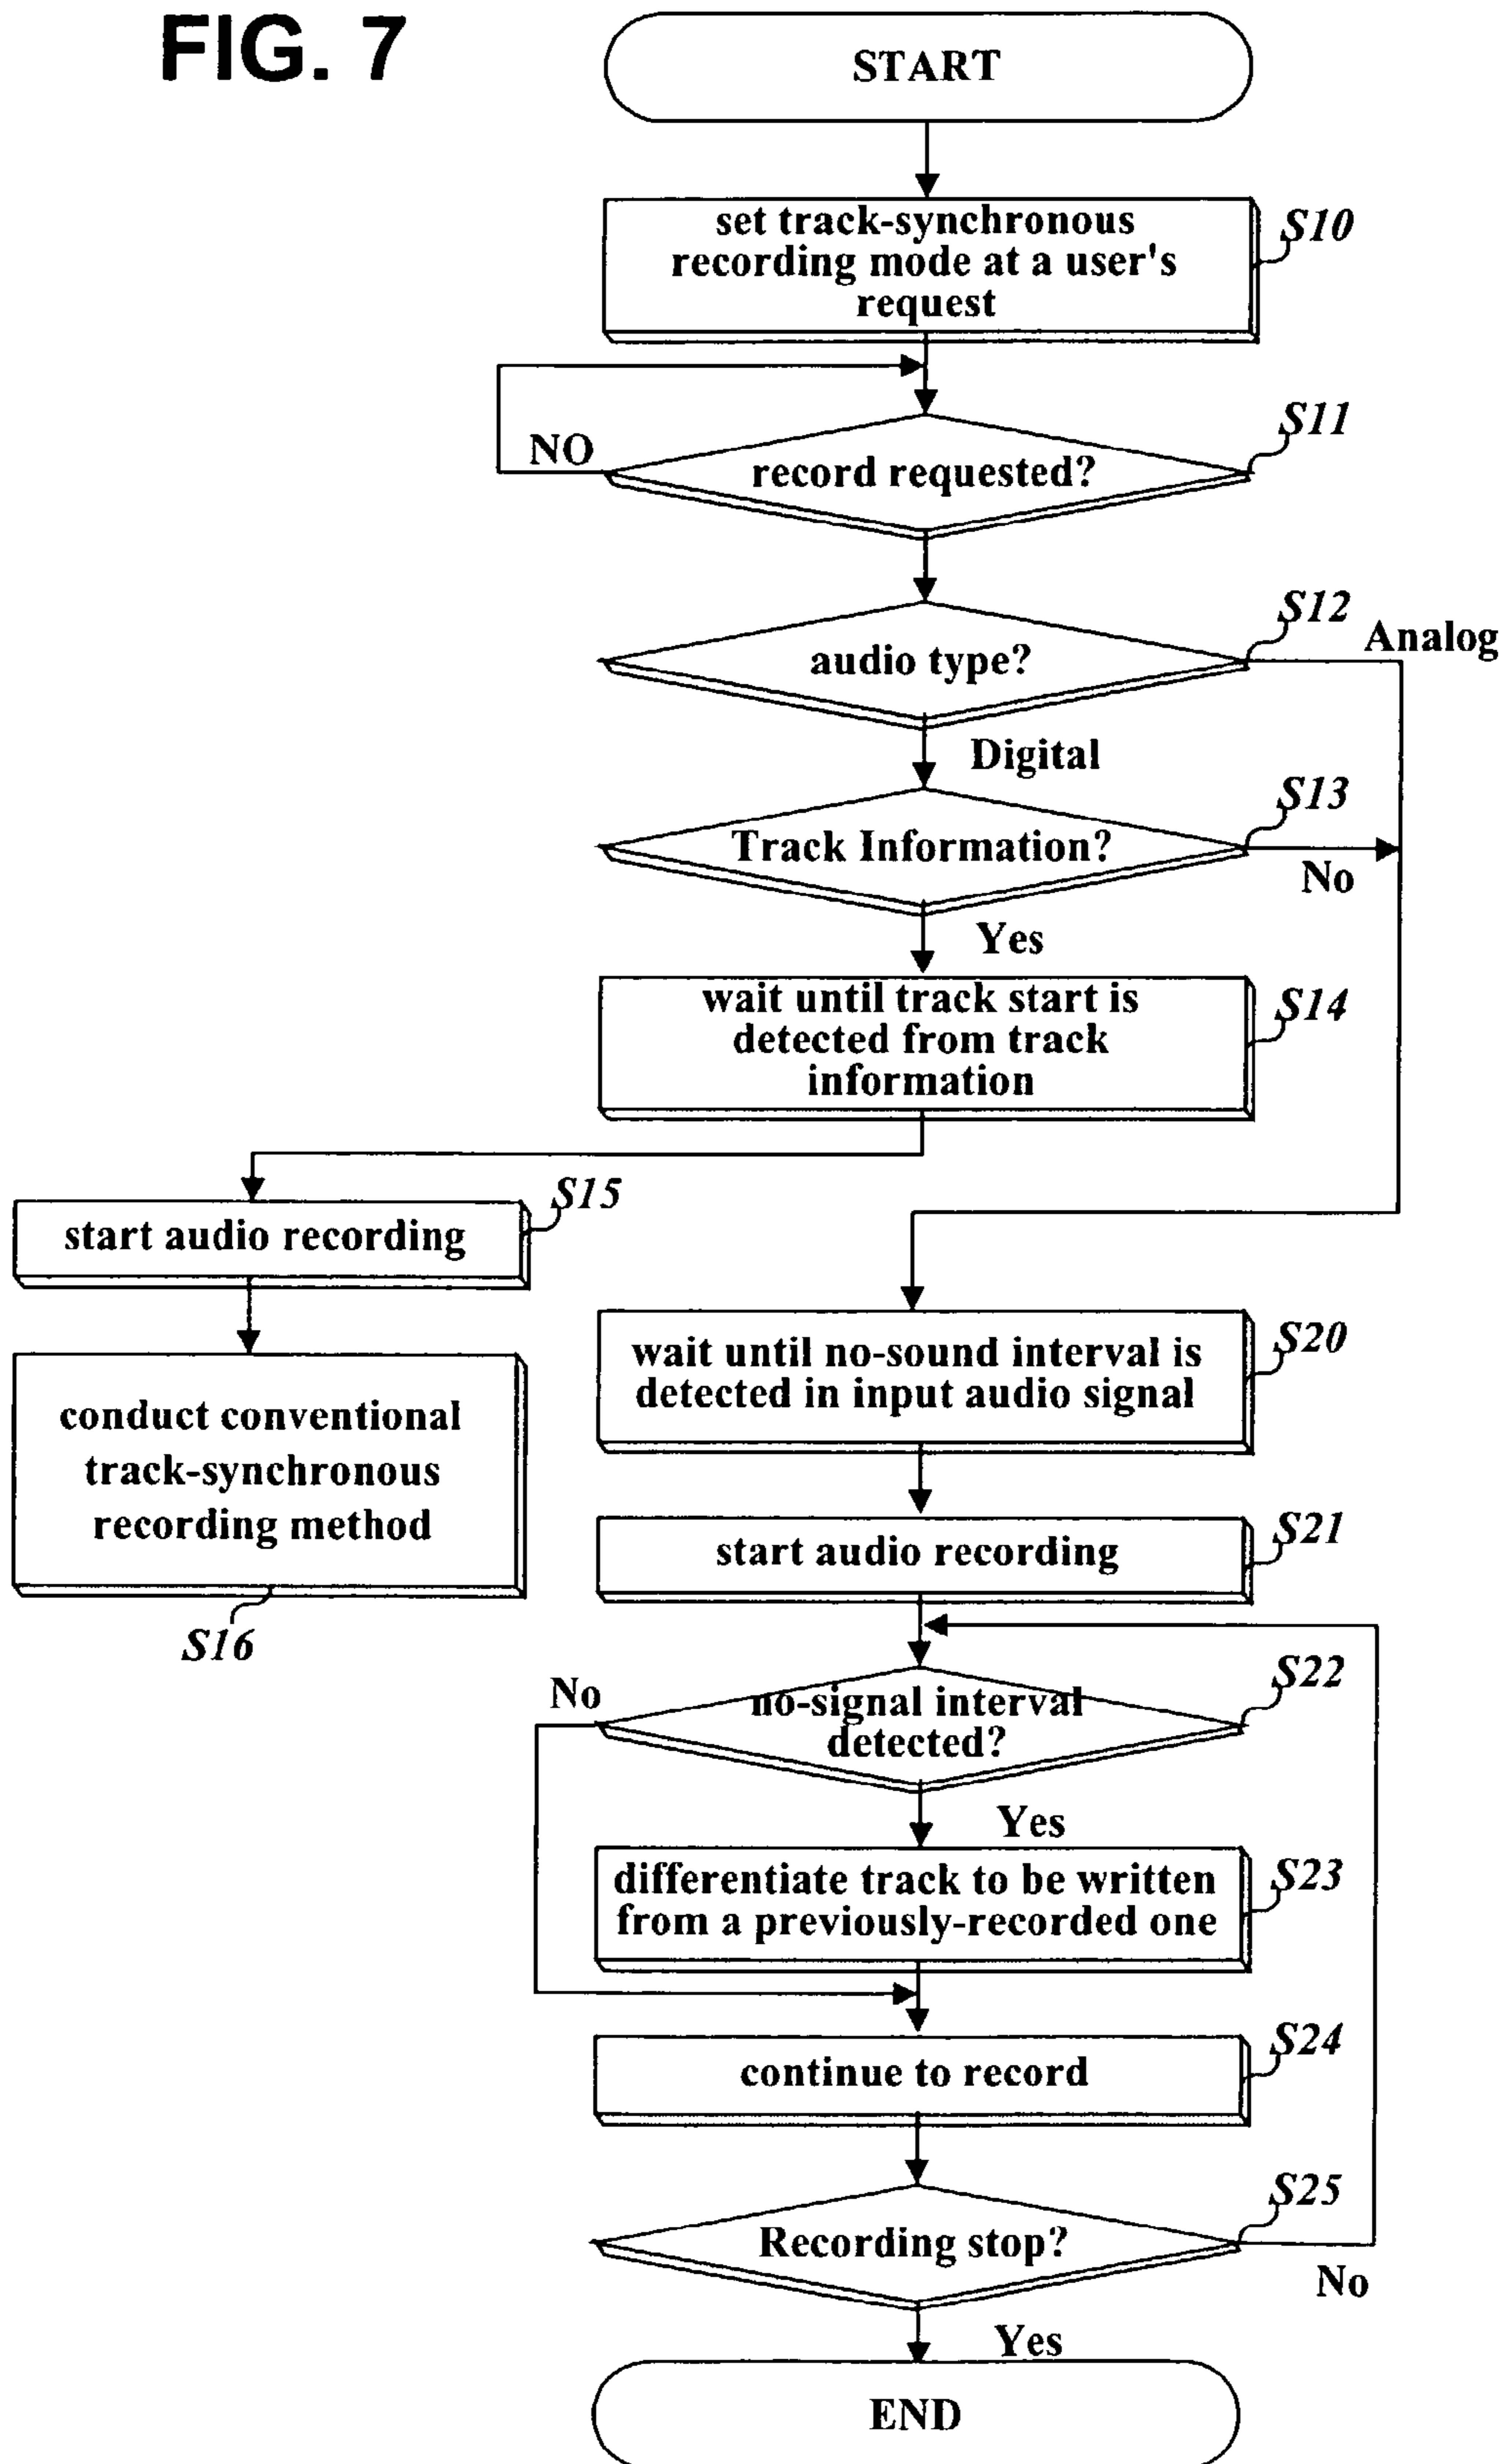 FIG. 7
START
set track-synchronous
recording mode at a user's
request
S10
NO
record requested?
S11
audio type?
S12
Analog
Digital
Track Information?
S13
No
Yes
wait until track start is
detected from track
information
S14
start audio recording
S15
conduct conventional
track-synchronous
recording method
S16
wait until no-sound interval is
detected in input audio signal
S20
start audio recording
S21
No
no-signal interval
detected?
S22
Yes
differentiate track to be written
from a previously-recorded one
S23
continue to record
S24
Recording stop?
S25
No
Yes
END